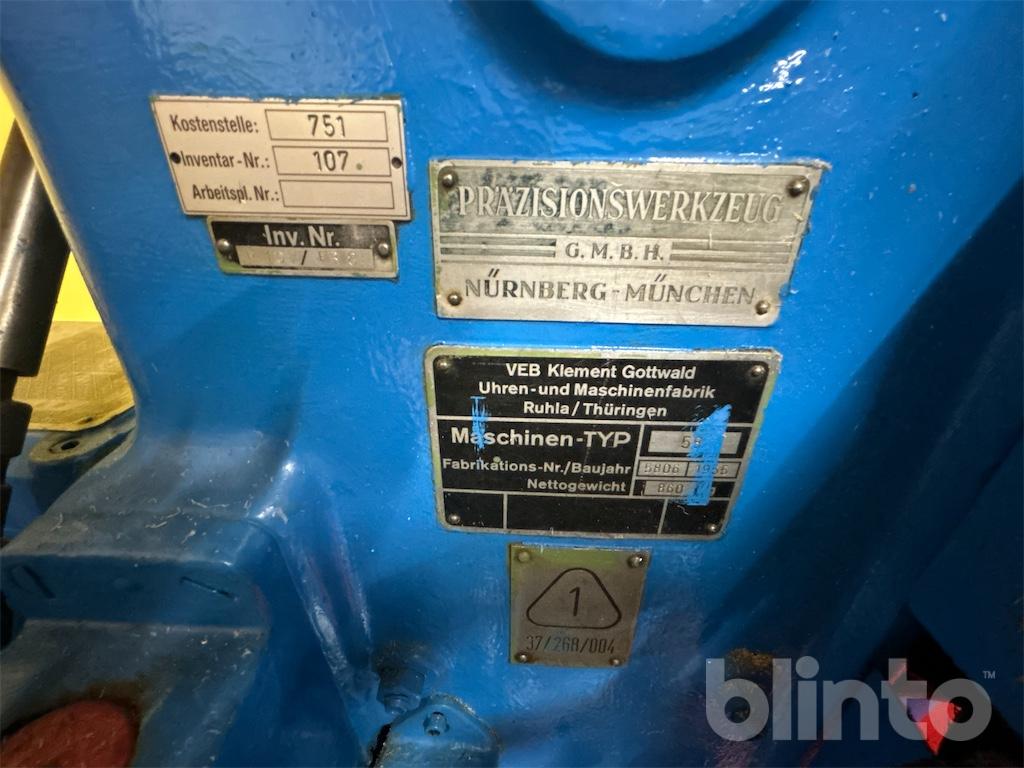 Kostenstelle: 751
Inventar-Nr.: 107
Arbeitspl. Nr.:
Inv. Nr.
PRÄZISIONSWERKZEUG
G.M.B.H.
NÜRNBERG-MÜNCHEN
VEB Klement Gottwald
Uhren-und Maschinenfabrik
Ruhla/Thüringen
Maschinen-TYP
Fabrikations-Nr./Baujahr 5806 1956
Nettogewicht 860
1
37/268/004
blinto™